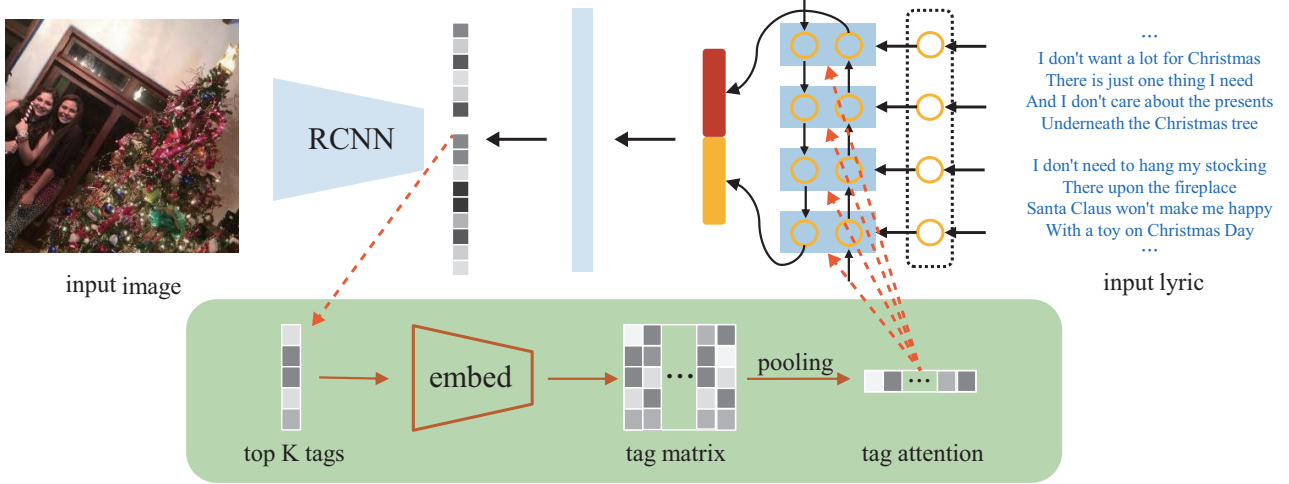 RCNN
input image
...
I don't want a lot for Christmas
There is just one thing I need
And I don't care about the presents
Underneath the Christmas tree
I don't need to hang my stocking
There upon the fireplace
Santa Claus won't make me happy
With a toy on Christmas Day
...
input lyric
embed
...
pooling
...
top K tags
tag matrix
tag attention